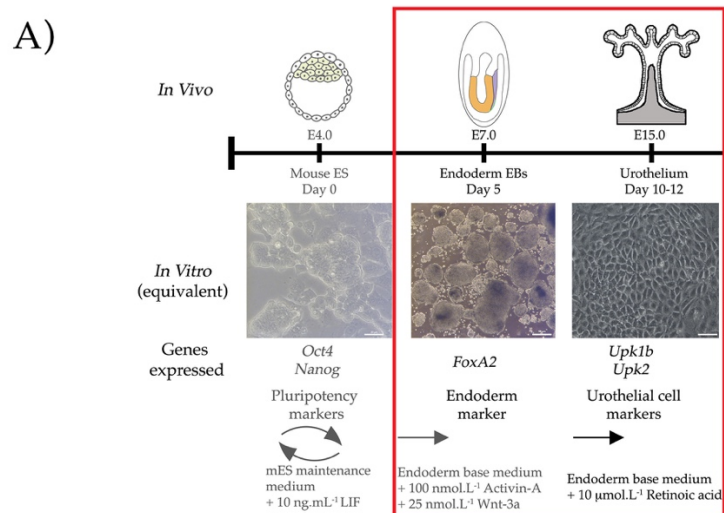 A)
In Vivo
E4.0
E7.0
E15.0
Mouse ES
Day 0
Endoderm EBs
Day 5
Urothelium
Day 10-12
In Vitro
(equivalent)
Genes
expressed
Oct4
Nanog
FoxA2
Upk1b
Upk2
Pluripotency
markers
Endoderm
marker
Urothelial cell
markers
mES maintenance
medium
+ 10 ng.mL⁻¹ LIF
Endoderm base medium
+ 100 nmol.L⁻¹ Activin-A
+ 25 nmol.L⁻¹ Wnt-3a
Endoderm base medium
+ 10 µmol.L⁻¹ Retinoic acid